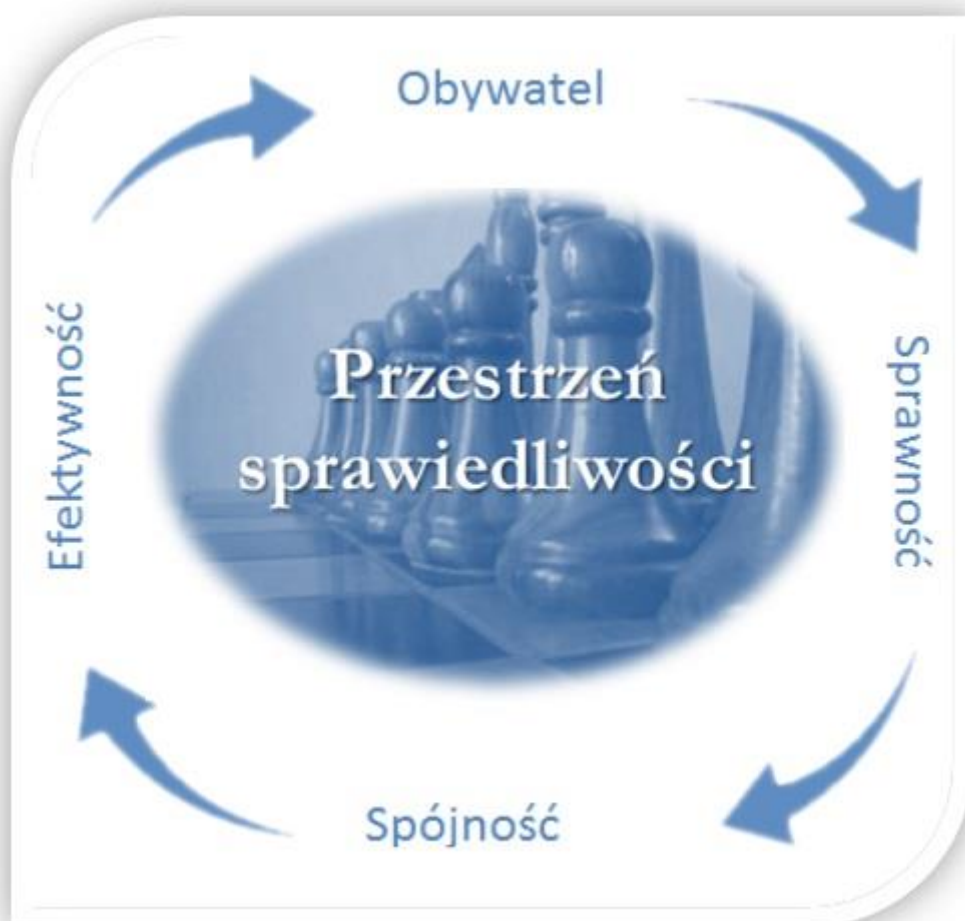 Obywatel
Efektywność
Przestrzeń
sprawiedliwości
Sprawność
Spójność